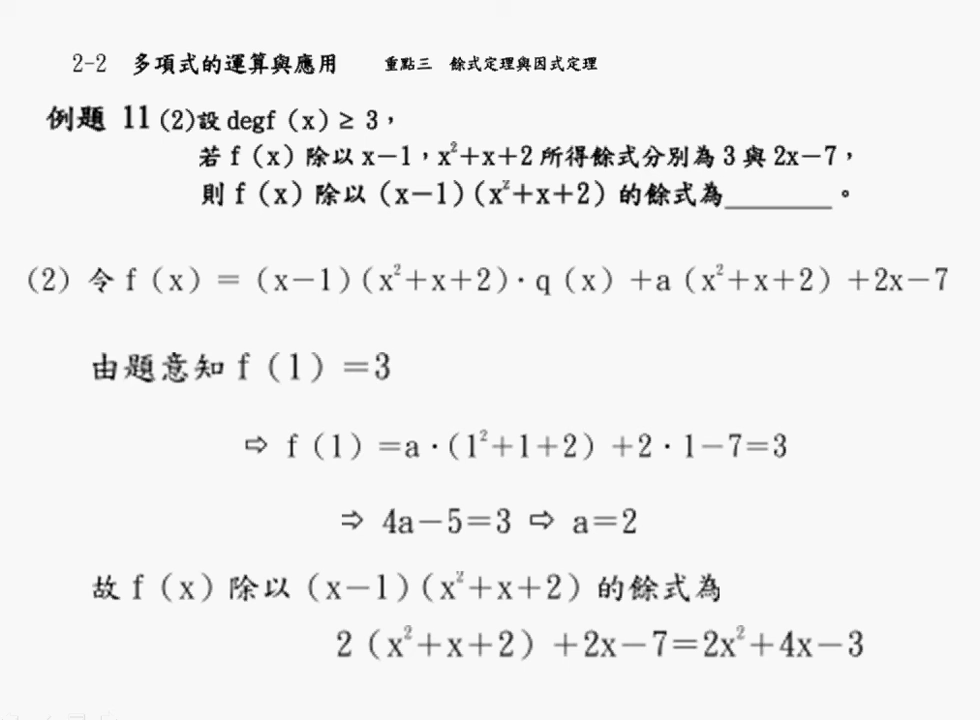 2-2 多項式的運算與應用 重點三 餘式定理與因式定理
例題 11 (2)設 degf (x) ≥ 3，
若 f (x) 除以 x－1，x²＋x＋2 所得餘式分別為 3 與 2x－7，
則 f (x) 除以 (x－1)(x²＋x＋2) 的餘式為________。
(2) 令 f (x) ＝ (x－1)(x²＋x＋2)· q (x) ＋a (x²＋x＋2) ＋2x－7
由題意知 f (1) ＝3
⇨ f (1) ＝a · (1²＋1＋2) ＋2 · 1－7＝3
⇒ 4a－5＝3 ⇨ a＝2
故 f (x) 除以 (x－1)(x²＋x＋2) 的餘式為
2 (x²＋x＋2) ＋2x－7＝2x²＋4x－3